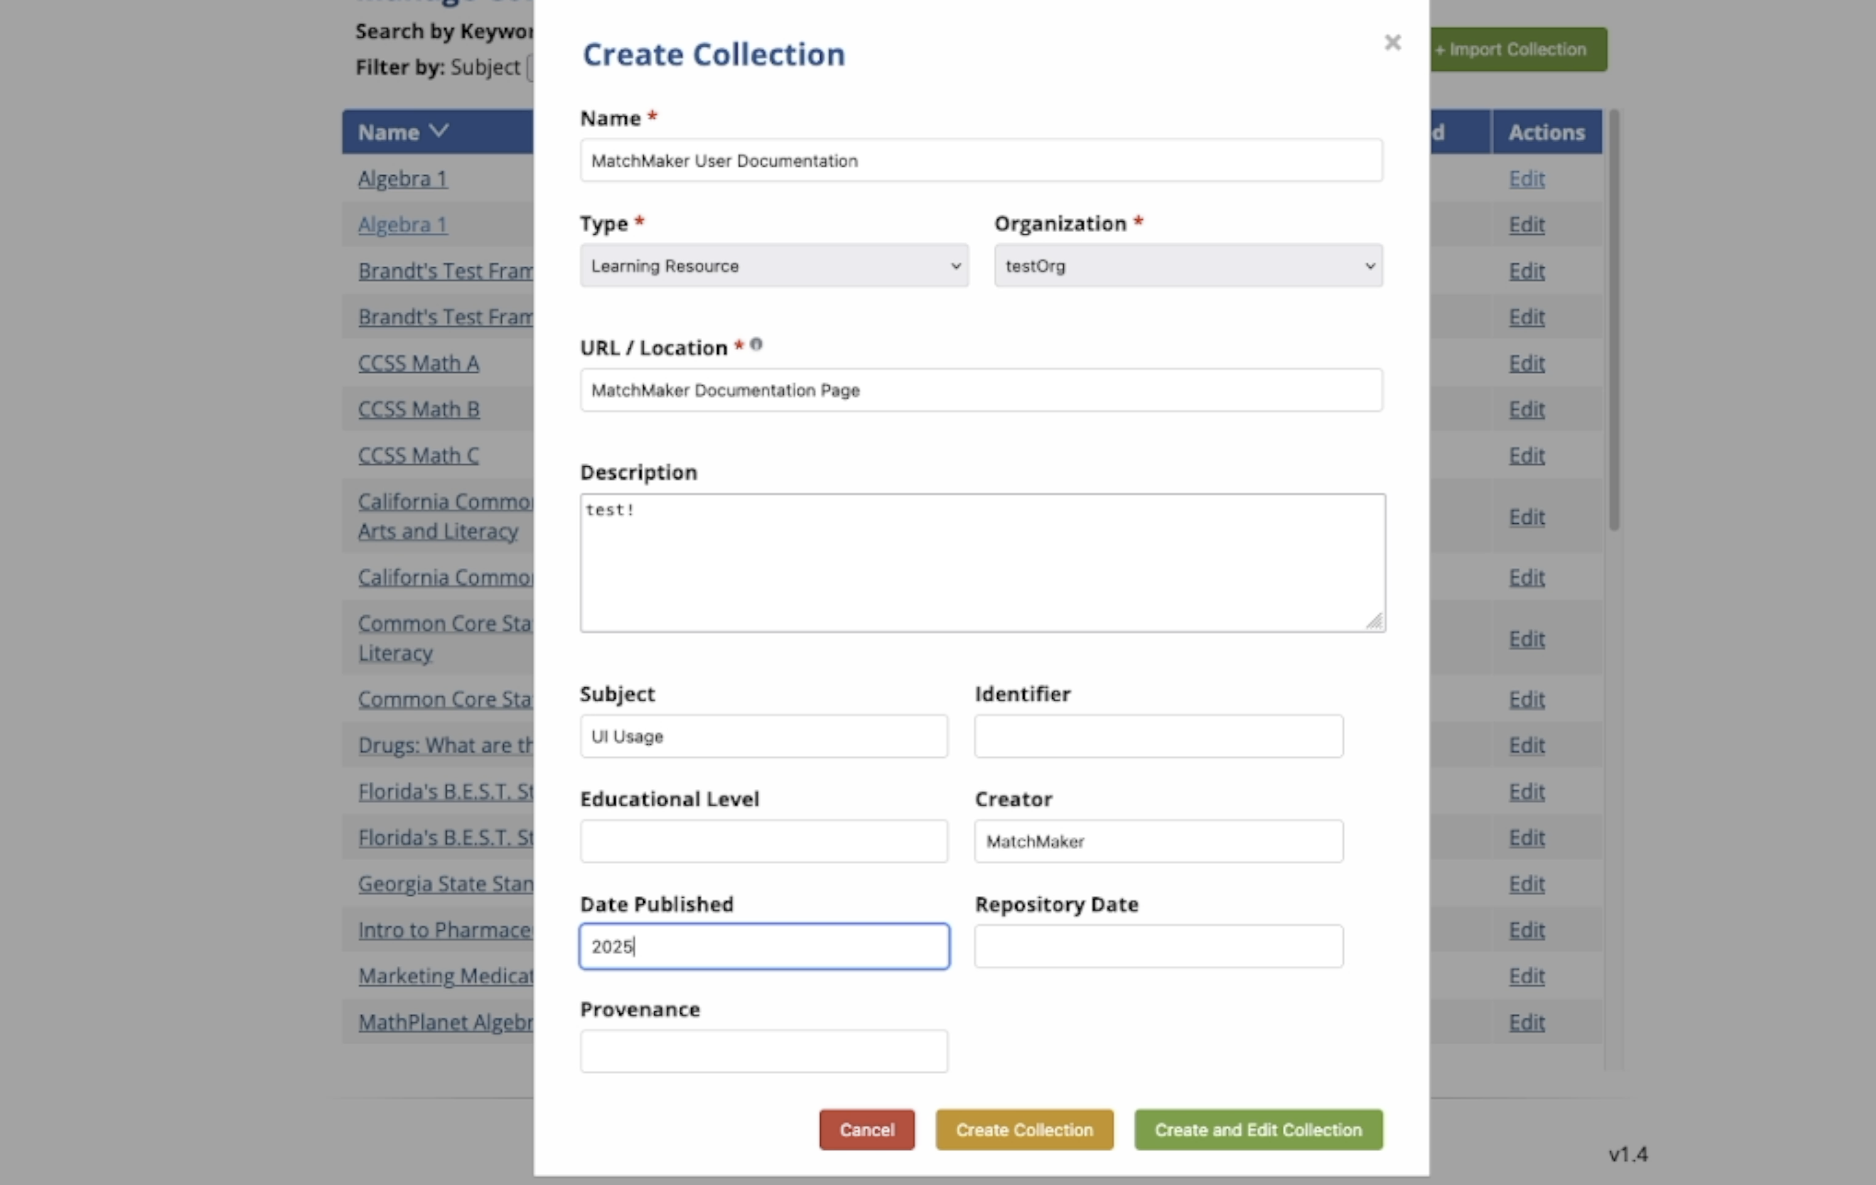 Search by Keywor
Filter by: Subject
+ Import Collection
Name
d
Actions
Algebra 1
Edit
Algebra 1
Edit
Brandt's Test Fram
Edit
Brandt's Test Fram
Edit
CCSS Math A
Edit
CCSS Math B
Edit
CCSS Math C
Edit
California Commo
Arts and Literacy
Edit
California Commo
Edit
Common Core Sta
Literacy
Edit
Common Core Sta
Edit
Drugs: What are th
Edit
Florida's B.E.S.T. St
Edit
Florida's B.E.S.T. St
Edit
Georgia State Stan
Edit
Intro to Pharmace
Edit
Marketing Medicat
Edit
MathPlanet Algebr
Edit
Create Collection
×
Name *
MatchMaker User Documentation
Type *
Organization *
Learning Resource
testOrg
URL / Location *
MatchMaker Documentation Page
Description
test!
Subject
Identifier
UI Usage
Educational Level
Creator
MatchMaker
Date Published
Repository Date
2025
Provenance
Cancel
Create Collection
Create and Edit Collection
v1.4